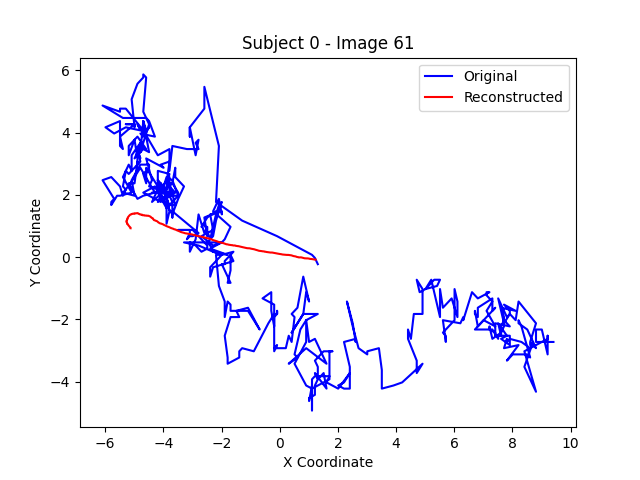 Subject 0 - Image 61
Original
Reconstructed
Y Coordinate
6
4
2
0
−2
−4
−6 −4 −2 0 2 4 6 8 10
X Coordinate